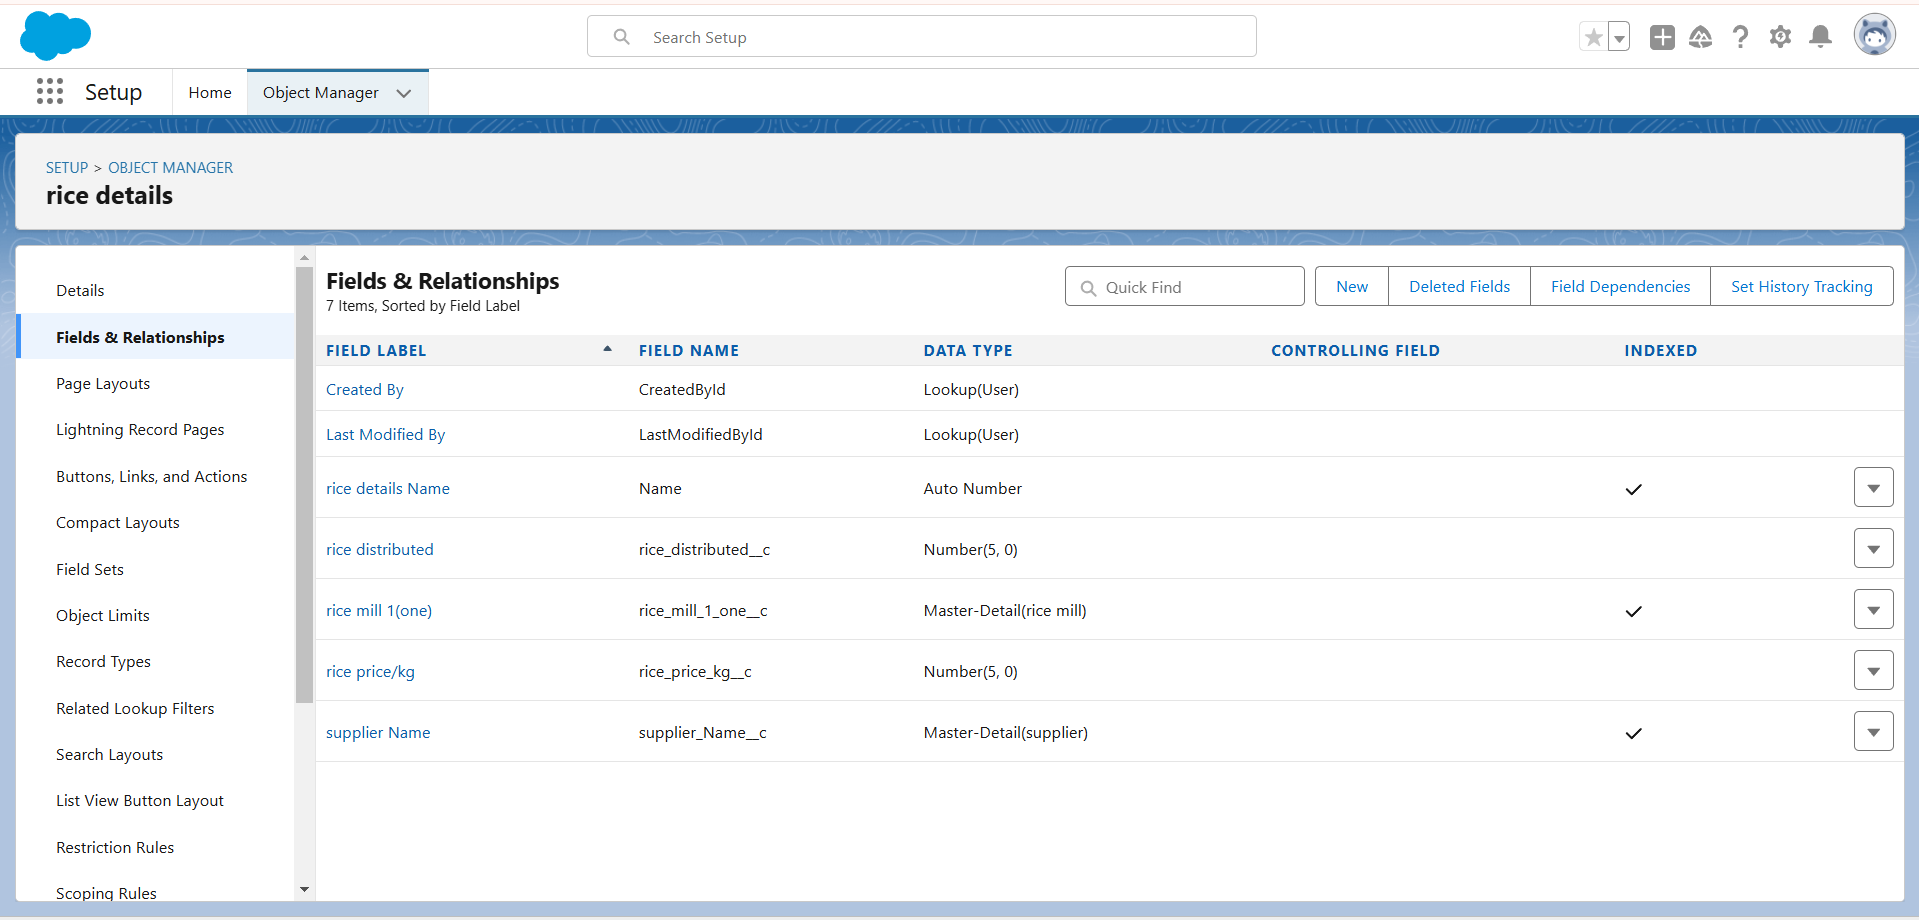 Search Setup
Setup
Home
Object Manager
SETUP > OBJECT MANAGER
rice details
Details
Fields & Relationships
Page Layouts
Lightning Record Pages
Buttons, Links, and Actions
Compact Layouts
Field Sets
Object Limits
Record Types
Related Lookup Filters
Search Layouts
List View Button Layout
Restriction Rules
Scoping Rules
Fields & Relationships
7 Items, Sorted by Field Label
Quick Find
New
Deleted Fields
Field Dependencies
Set History Tracking
FIELD LABEL FIELD NAME DATA TYPE CONTROLLING FIELD INDEXED
Created By CreatedById Lookup(User)
Last Modified By LastModifiedById Lookup(User)
rice details Name Name Auto Number
rice distributed rice_distributed__c Number(5, 0)
rice mill 1(one) rice_mill_1_one__c Master-Detail(rice mill)
rice price/kg rice_price_kg__c Number(5, 0)
supplier Name supplier_Name__c Master-Detail(supplier)